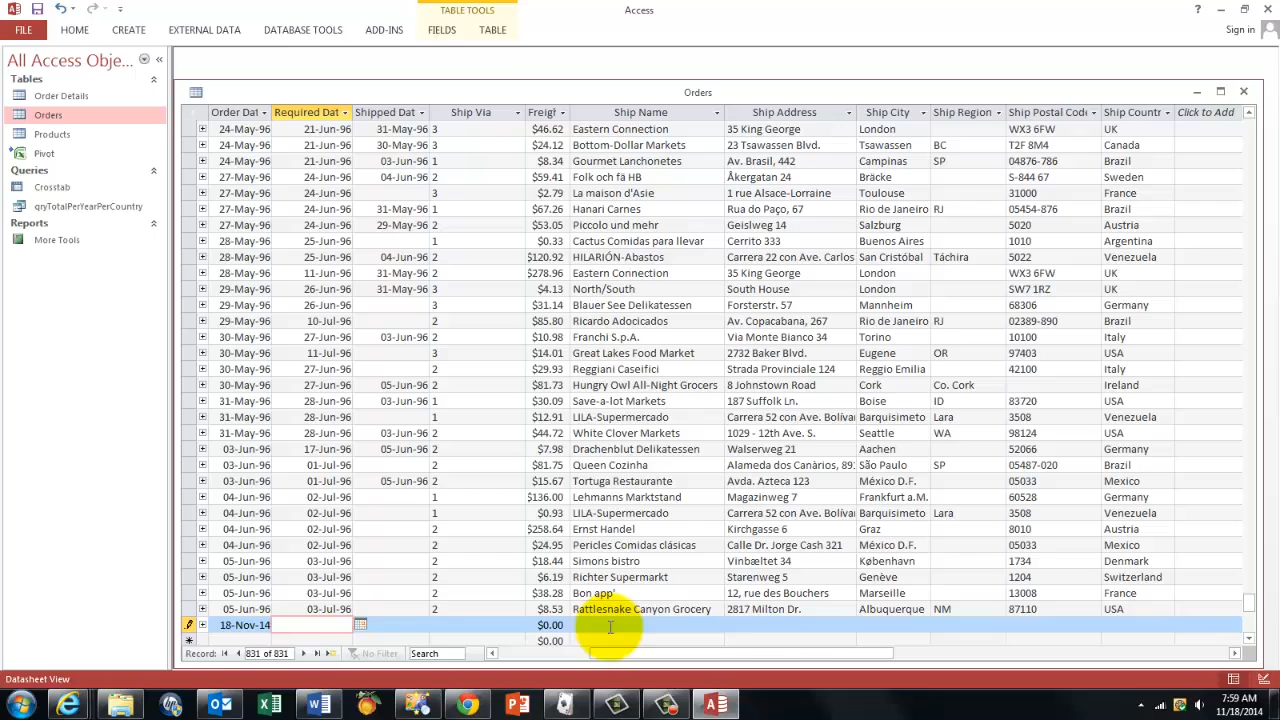 TABLE TOOLS
Access
?
FILE HOME CREATE EXTERNAL DATA DATABASE TOOLS ADD-INS FIELDS TABLE Sign in
All Access Obje... «
Tables
Order Details
Orders
Products
Pivot
Queries
Crosstab
qryTotalPerYearPerCountry
Reports
More Tools
Orders
Order Dat Required Dat Shipped Dat Ship Via Freight Ship Name Ship Address Ship City Ship Region Ship Postal Code Ship Countr Click to Add
24-May-96 21-Jun-96 31-May-96 3 $46.62 Eastern Connection 35 King George London WX3 6FW UK
24-May-96 21-Jun-96 30-May-96 3 $24.12 Bottom-Dollar Markets 23 Tsawassen Blvd. Tsawassen BC T2F 8M4 Canada
24-May-96 21-Jun-96 03-Jun-96 1 $8.34 Gourmet Lanchonetes Av. Brasil, 442 Campinas SP 04876-786 Brazil
24-May-96 21-Jun-96 04-Jun-96 2 $59.41 Folk och fä HB Åkergatan 24 Bräcke S-844 67 Sweden
24-May-96 24-Jun-96 3 $2.79 La maison d'Asie 1 rue Alsace-Lorraine Toulouse 31000 France
27-May-96 24-Jun-96 31-May-96 1 $67.26 Hanari Carnes Rua do Paço, 67 Rio de Janeiro RJ 05454-876 Brazil
27-May-96 24-Jun-96 29-May-96 2 $53.05 Piccolo und mehr Geislweg 14 Salzburg 5020 Austria
28-May-96 25-Jun-96 1 $0.33 Cactus Comidas para llevar Cerrito 333 Buenos Aires 1010 Argentina
28-May-96 25-Jun-96 04-Jun-96 2 $120.92 HILARIÓN-Abastos Carrera 22 con Ave. Carlos San Cristóbal Táchira 5022 Venezuela
28-May-96 11-Jun-96 31-May-96 2 $278.96 Eastern Connection 35 King George London WX3 6FW UK
29-May-96 26-Jun-96 31-May-96 3 $4.13 North/South South House London SW7 1RZ UK
29-May-96 26-Jun-96 3 $31.14 Blauer See Delikatessen Forsterstr. 57 Mannheim 68306 Germany
29-May-96 10-Jul-96 2 $85.80 Ricardo Adocicados Av. Copacabana, 267 Rio de Janeiro RJ 02389-890 Brazil
30-May-96 27-Jun-96 03-Jun-96 2 $10.98 Franchi S.p.A. Via Monte Bianco 34 Torino 10100 Italy
30-May-96 11-Jul-96 3 $14.01 Great Lakes Food Market 2732 Baker Blvd. Eugene OR 97403 USA
30-May-96 27-Jun-96 2 $29.93 Reggiani Caseifici Strada Provinciale 124 Reggio Emilia 42100 Italy
30-May-96 27-Jun-96 05-Jun-96 2 $81.73 Hungry Owl All-Night Grocers 8 Johnstown Road Cork Co. Cork Ireland
31-May-96 28-Jun-96 03-Jun-96 1 $30.09 Save-a-lot Markets 187 Suffolk Ln. Boise ID 83720 USA
31-May-96 28-Jun-96 1 $12.91 LILA-Supermercado Carrera 52 con Ave. Bolívar Barquisimeto Lara 3508 Venezuela
31-May-96 28-Jun-96 03-Jun-96 2 $44.72 White Clover Markets 1029 - 12th Ave. S. Seattle WA 98124 USA
03-Jun-96 17-Jun-96 05-Jun-96 2 $7.98 Drachenblut Delikatessen Walserweg 21 Aachen 52066 Germany
03-Jun-96 01-Jul-96 2 $81.75 Queen Cozinha Alameda dos Canàrios, 891 São Paulo SP 05487-020 Brazil
03-Jun-96 01-Jul-96 05-Jun-96 2 $15.67 Tortuga Restaurante Avda. Azteca 123 México D.F. 05033 Mexico
04-Jun-96 02-Jul-96 1 $136.00 Lehmanns Marktstand Magazinweg 7 Frankfurt a.M. 60528 Germany
04-Jun-96 02-Jul-96 1 $0.93 LILA-Supermercado Carrera 52 con Ave. Bolívar Barquisimeto Lara 3508 Venezuela
04-Jun-96 02-Jul-96 2 $258.64 Ernst Handel Kirchgasse 6 Graz 8010 Austria
04-Jun-96 02-Jul-96 2 $24.95 Pericles Comidas clásicas Calle Dr. Jorge Cash 321 México D.F. 05033 Mexico
05-Jun-96 03-Jul-96 2 $18.44 Simons bistro Vinbæltet 34 København 1734 Denmark
05-Jun-96 03-Jul-96 2 $6.19 Richter Supermarkt Starenweg 5 Genève 1204 Switzerland
05-Jun-96 03-Jul-96 2 $38.28 Bon app' 12, rue des Bouchers Marseille 13008 France
05-Jun-96 03-Jul-96 2 $8.53 Rattlesnake Canyon Grocery 2817 Milton Dr. Albuquerque NM 87110 USA
18-Nov-14 $0.00
$0.00
Record: 831 of 831 No Filter Search
Datasheet View
7:59 AM
11/18/2014